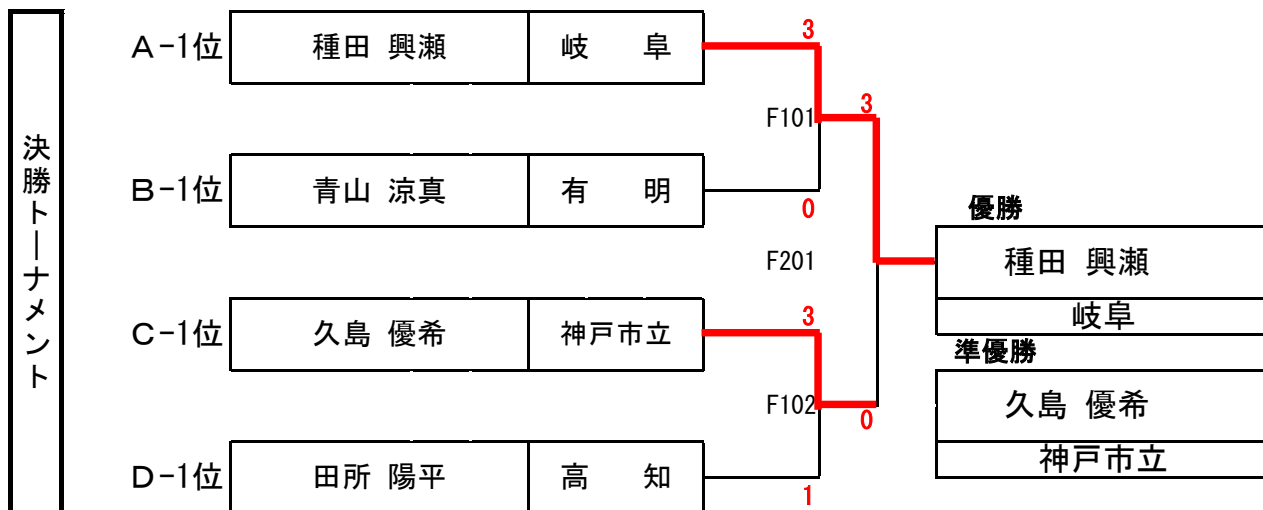 決勝トーナメント
A-1位 種田 興瀬 岐 阜 3
F101 3
B-1位 青山 涼真 有 明 0
優勝
F201 種田 興瀬
岐阜
C-1位 久島 優希 神戸市立 3
準優勝
F102 0 久島 優希
神戸市立
D-1位 田所 陽平 高 知 1